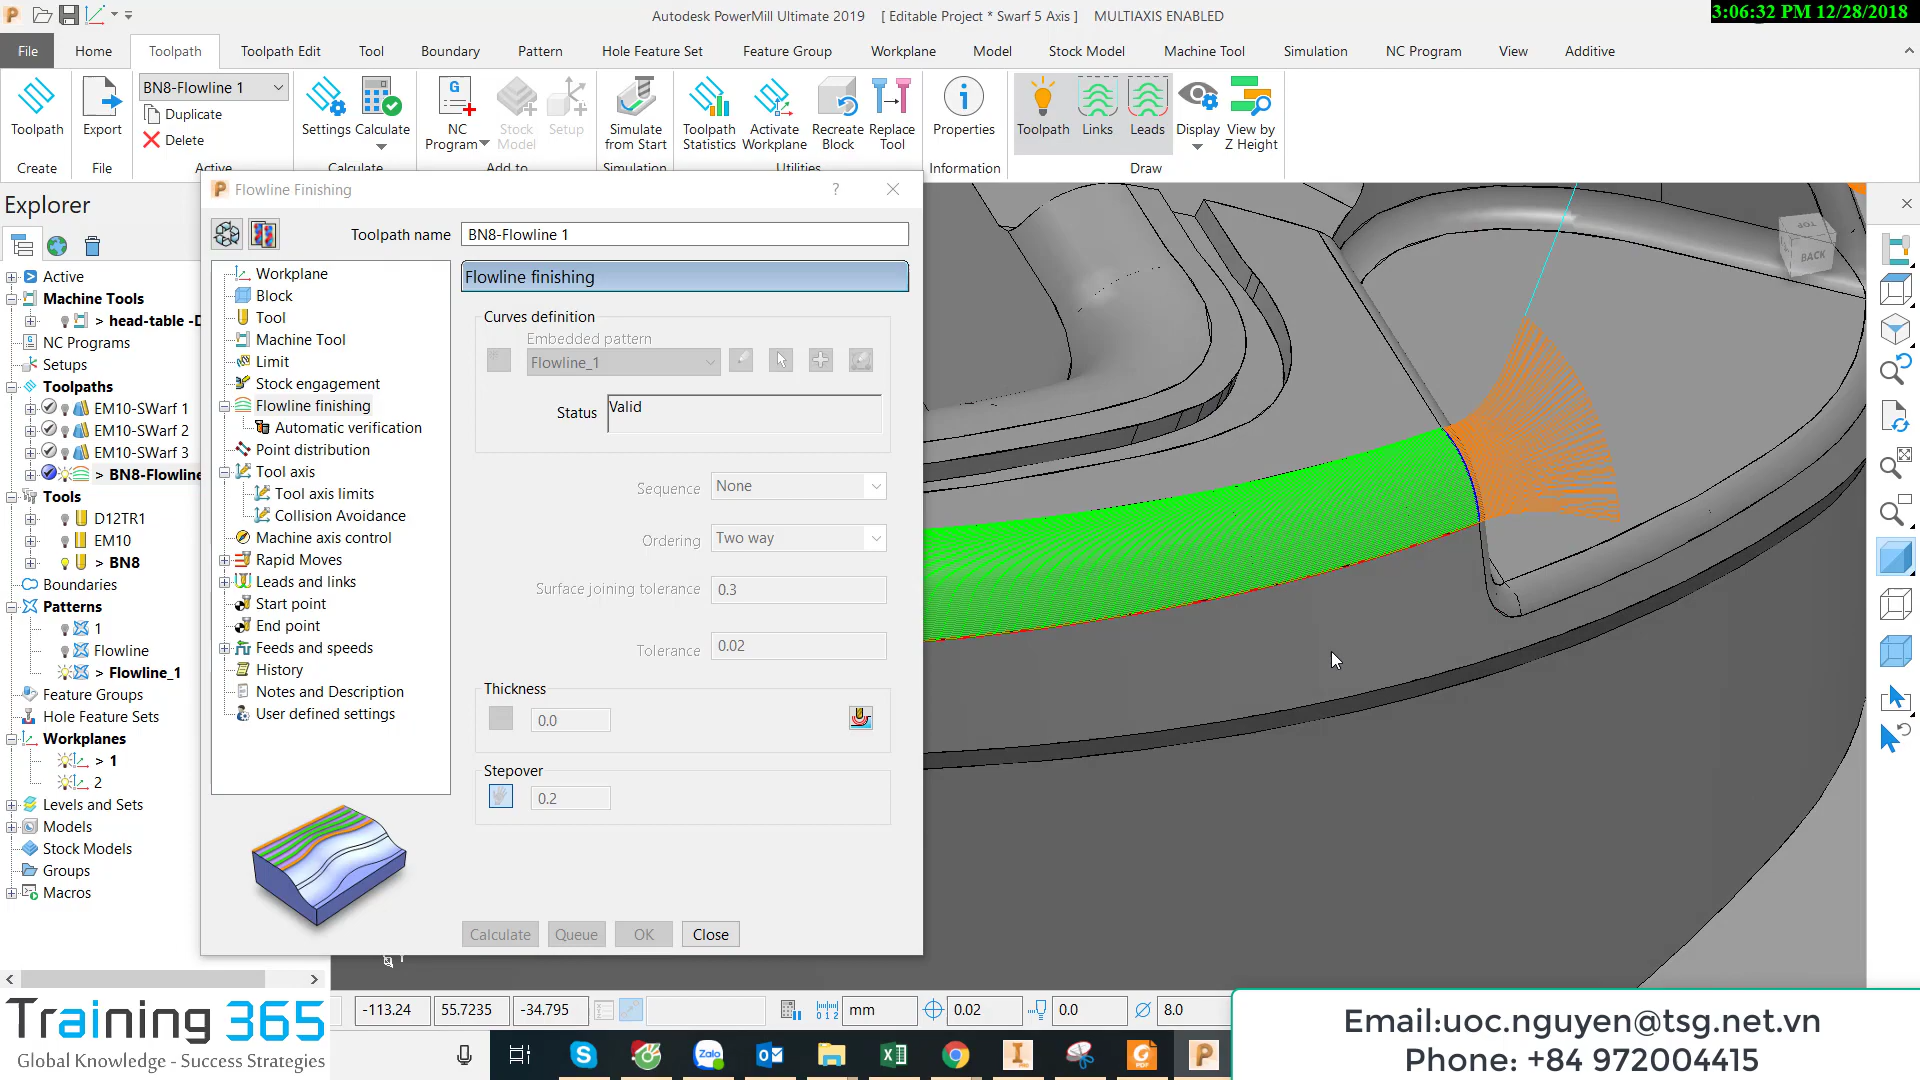 Autodesk PowerMill Ultimate 2019 [ Editable Project * Swarf 5 Axis ] MULTIAXIS ENABLED
3:06:32 PM 12/28/2018
File Home Toolpath Toolpath Edit Tool Boundary Pattern Hole Feature Set Feature Group Workplane Model Stock Model Machine Tool Simulation NC Program View Additive
Toolpath
Create
Export
File
BN8-Flowline 1
Duplicate
Delete
Active
Settings
Calculate
Calculate
NC Program
Stock Model
Setup
Add to
Simulate from Start
Simulation
Toolpath Statistics
Activate Workplane
Recreate Block
Replace Tool
Utilities
Properties
Information
Toolpath
Links
Leads
Display
View by Z Height
Draw
Explorer
Active
Machine Tools
> head-table -D
NC Programs
Setups
Toolpaths
EM10-SWarf 1
EM10-SWarf 2
EM10-SWarf 3
> BN8-Flowline
Tools
D12TR1
EM10
> BN8
Boundaries
Patterns
1
Flowline
> Flowline_1
Feature Groups
Hole Feature Sets
Workplanes
> 1
2
Levels and Sets
Models
Stock Models
Groups
Macros
Flowline Finishing
?
Toolpath name BN8-Flowline 1
Workplane
Block
Tool
Machine Tool
Limit
Stock engagement
Flowline finishing
Automatic verification
Point distribution
Tool axis
Tool axis limits
Collision Avoidance
Machine axis control
Rapid Moves
Leads and links
Start point
End point
Feeds and speeds
History
Notes and Description
User defined settings
Flowline finishing
Curves definition
Embedded pattern
Flowline_1
Status Valid
Sequence None
Ordering Two way
Surface joining tolerance 0.3
Tolerance 0.02
Thickness
0.0
Stepover
0.2
Calculate Queue OK Close
TOP
BACK
-113.24 55.7235 -34.795 mm 0.02 0.0 8.0
Training 365
Global Knowledge - Success Strategies
Zalo
Email:uoc.nguyen@tsg.net.vn
Phone: +84 972004415